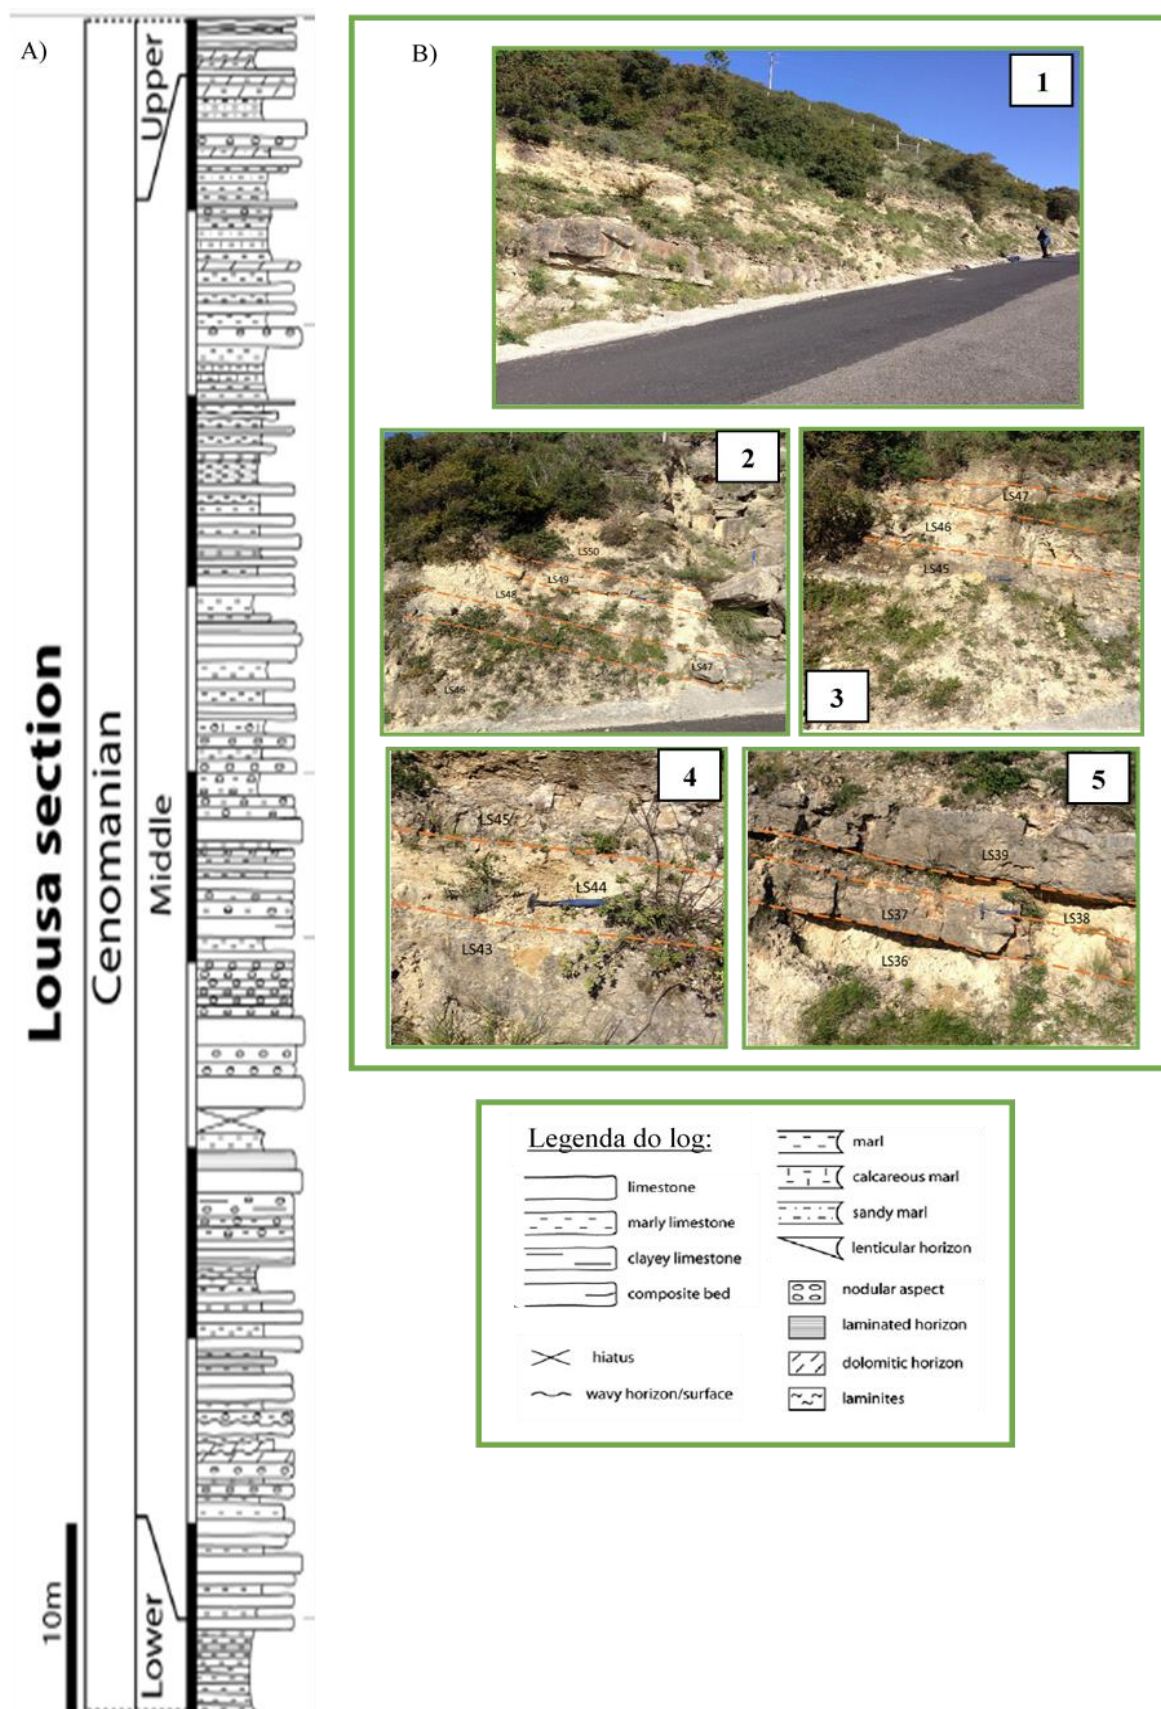 A)
Lousa section
10m
Cenomanian
Upper
Middle
Lower
B)
1
2
LS50
LS49
LS48
LS47
LS46
3
LS47
LS46
LS45
4
LS45
LS44
LS43
5
LS39
LS37
LS38
LS36
Legenda do log:
limestone
marly limestone
clayey limestone
composite bed
hiatus
wavy horizon/surface
marl
calcareous marl
sandy marl
lenticular horizon
nodular aspect
laminated horizon
dolomitic horizon
laminites